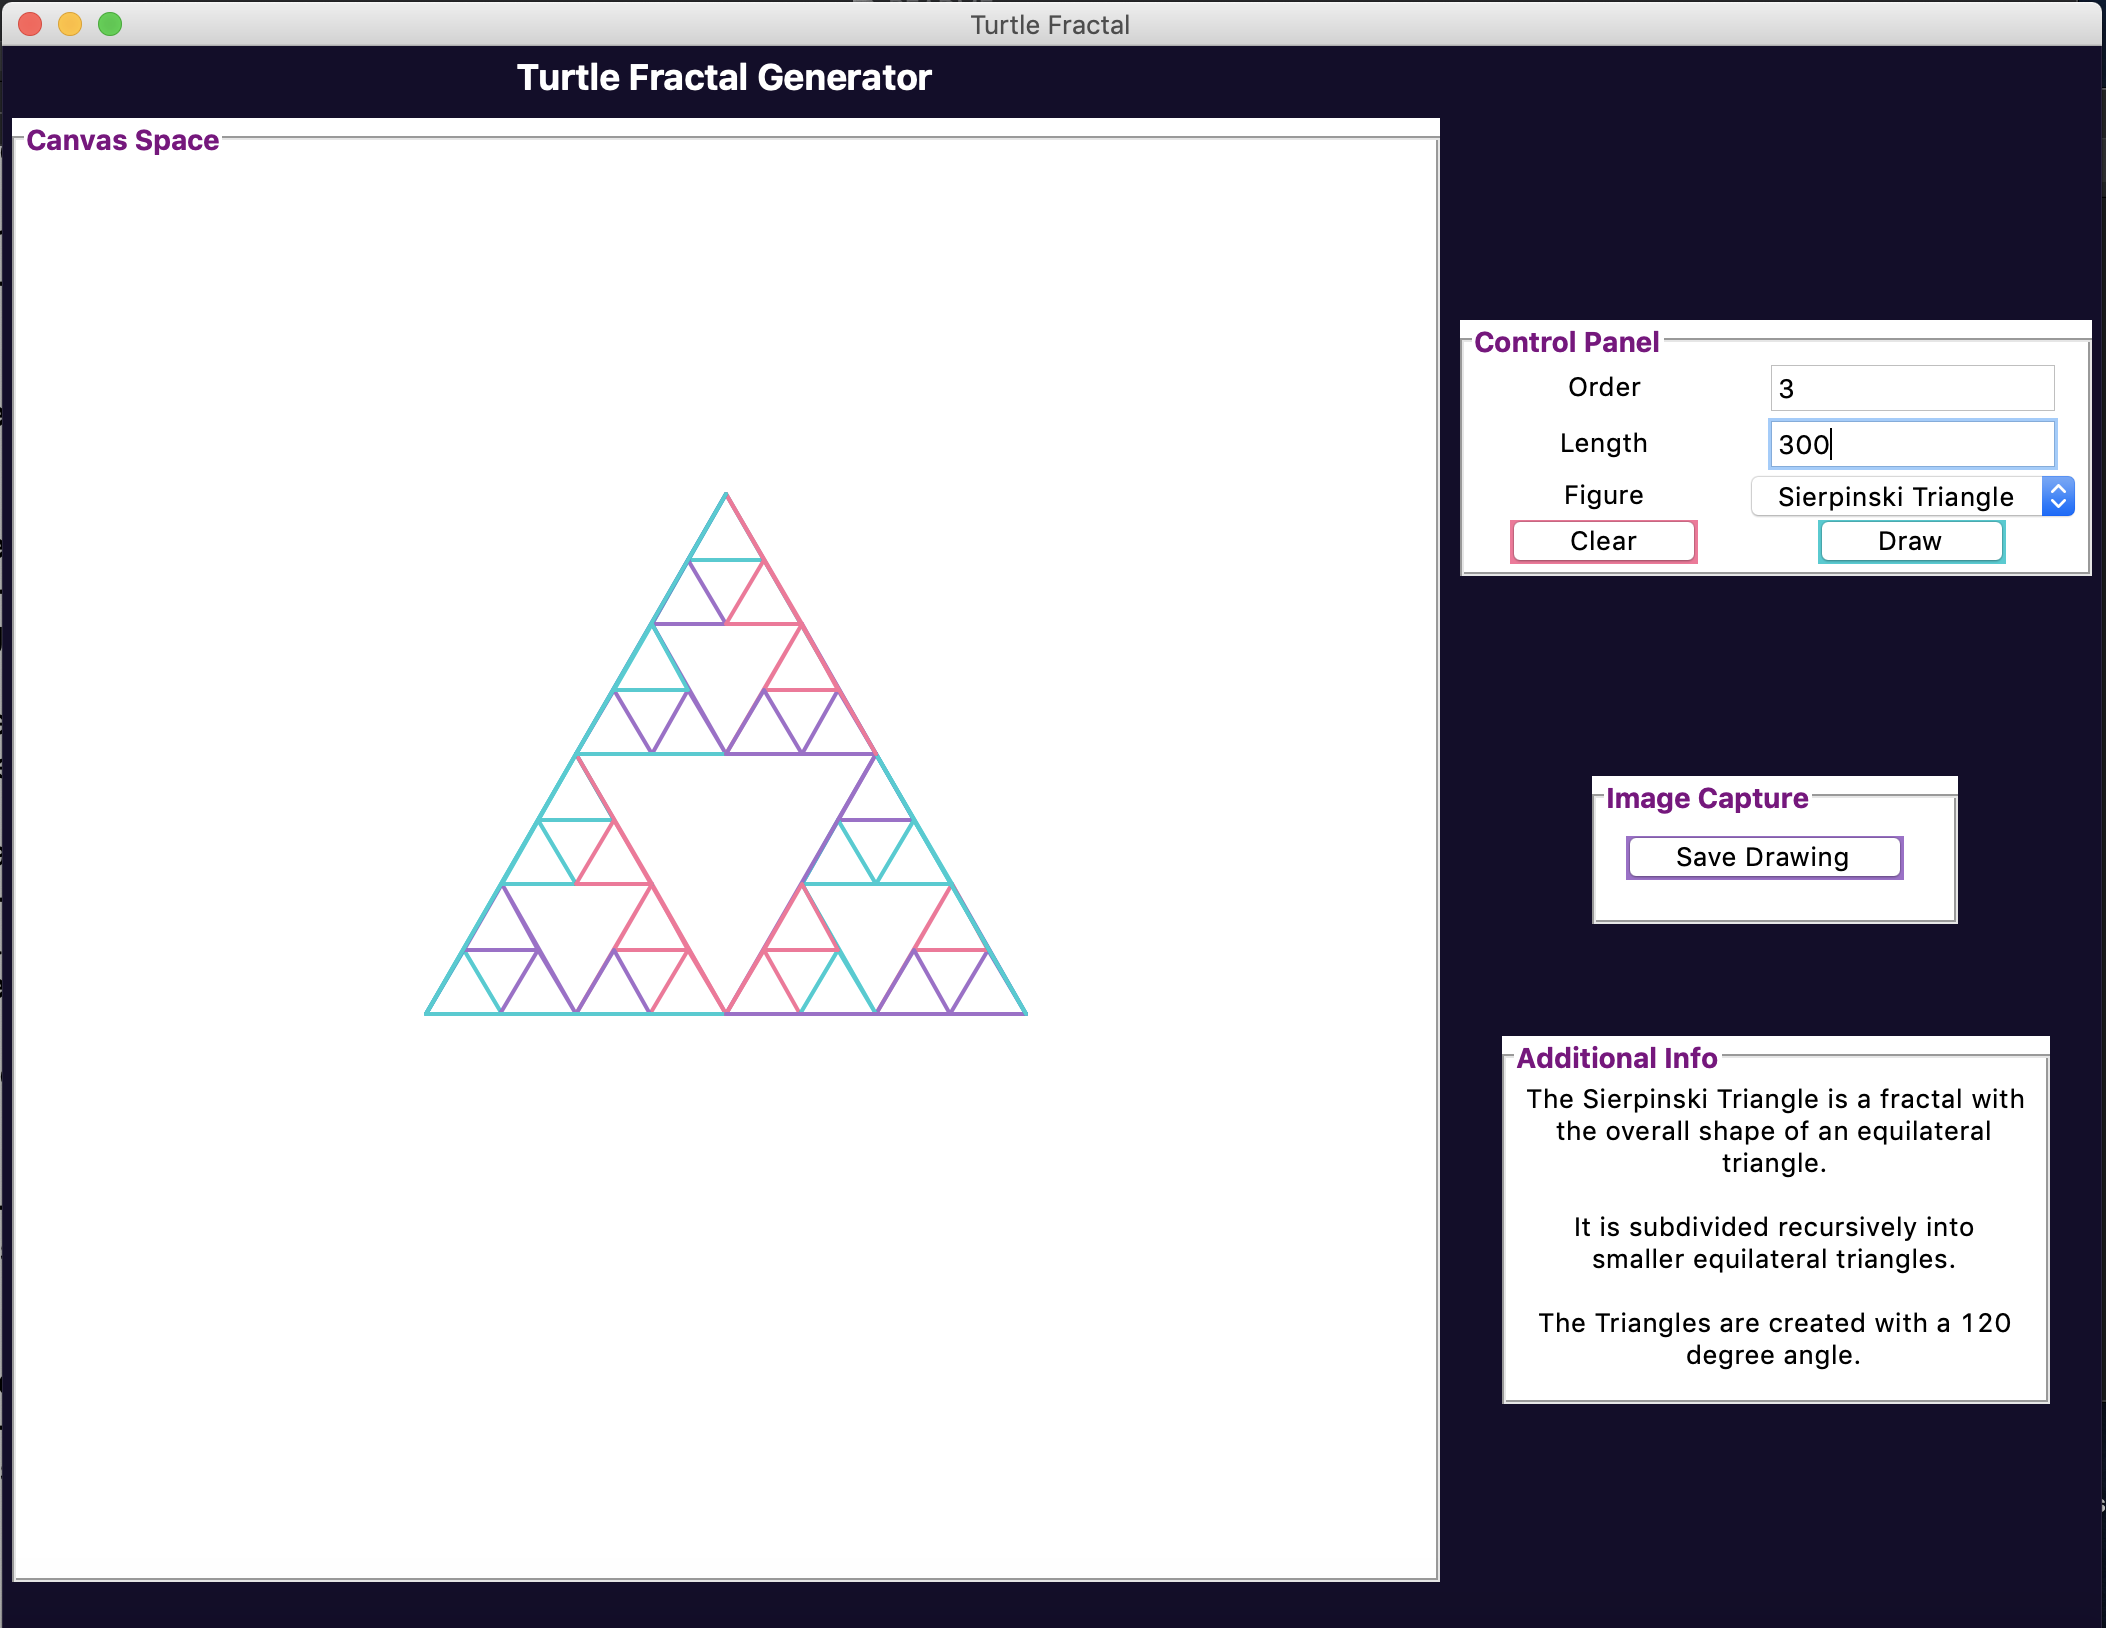 Turtle Fractal
Turtle Fractal Generator
Canvas Space
Control Panel
Order 3
Length 300
Figure Sierpinski Triangle
Clear Draw
Image Capture
Save Drawing
Additional Info
The Sierpinski Triangle is a fractal with
the overall shape of an equilateral
triangle.
It is subdivided recursively into
smaller equilateral triangles.
The Triangles are created with a 120
degree angle.